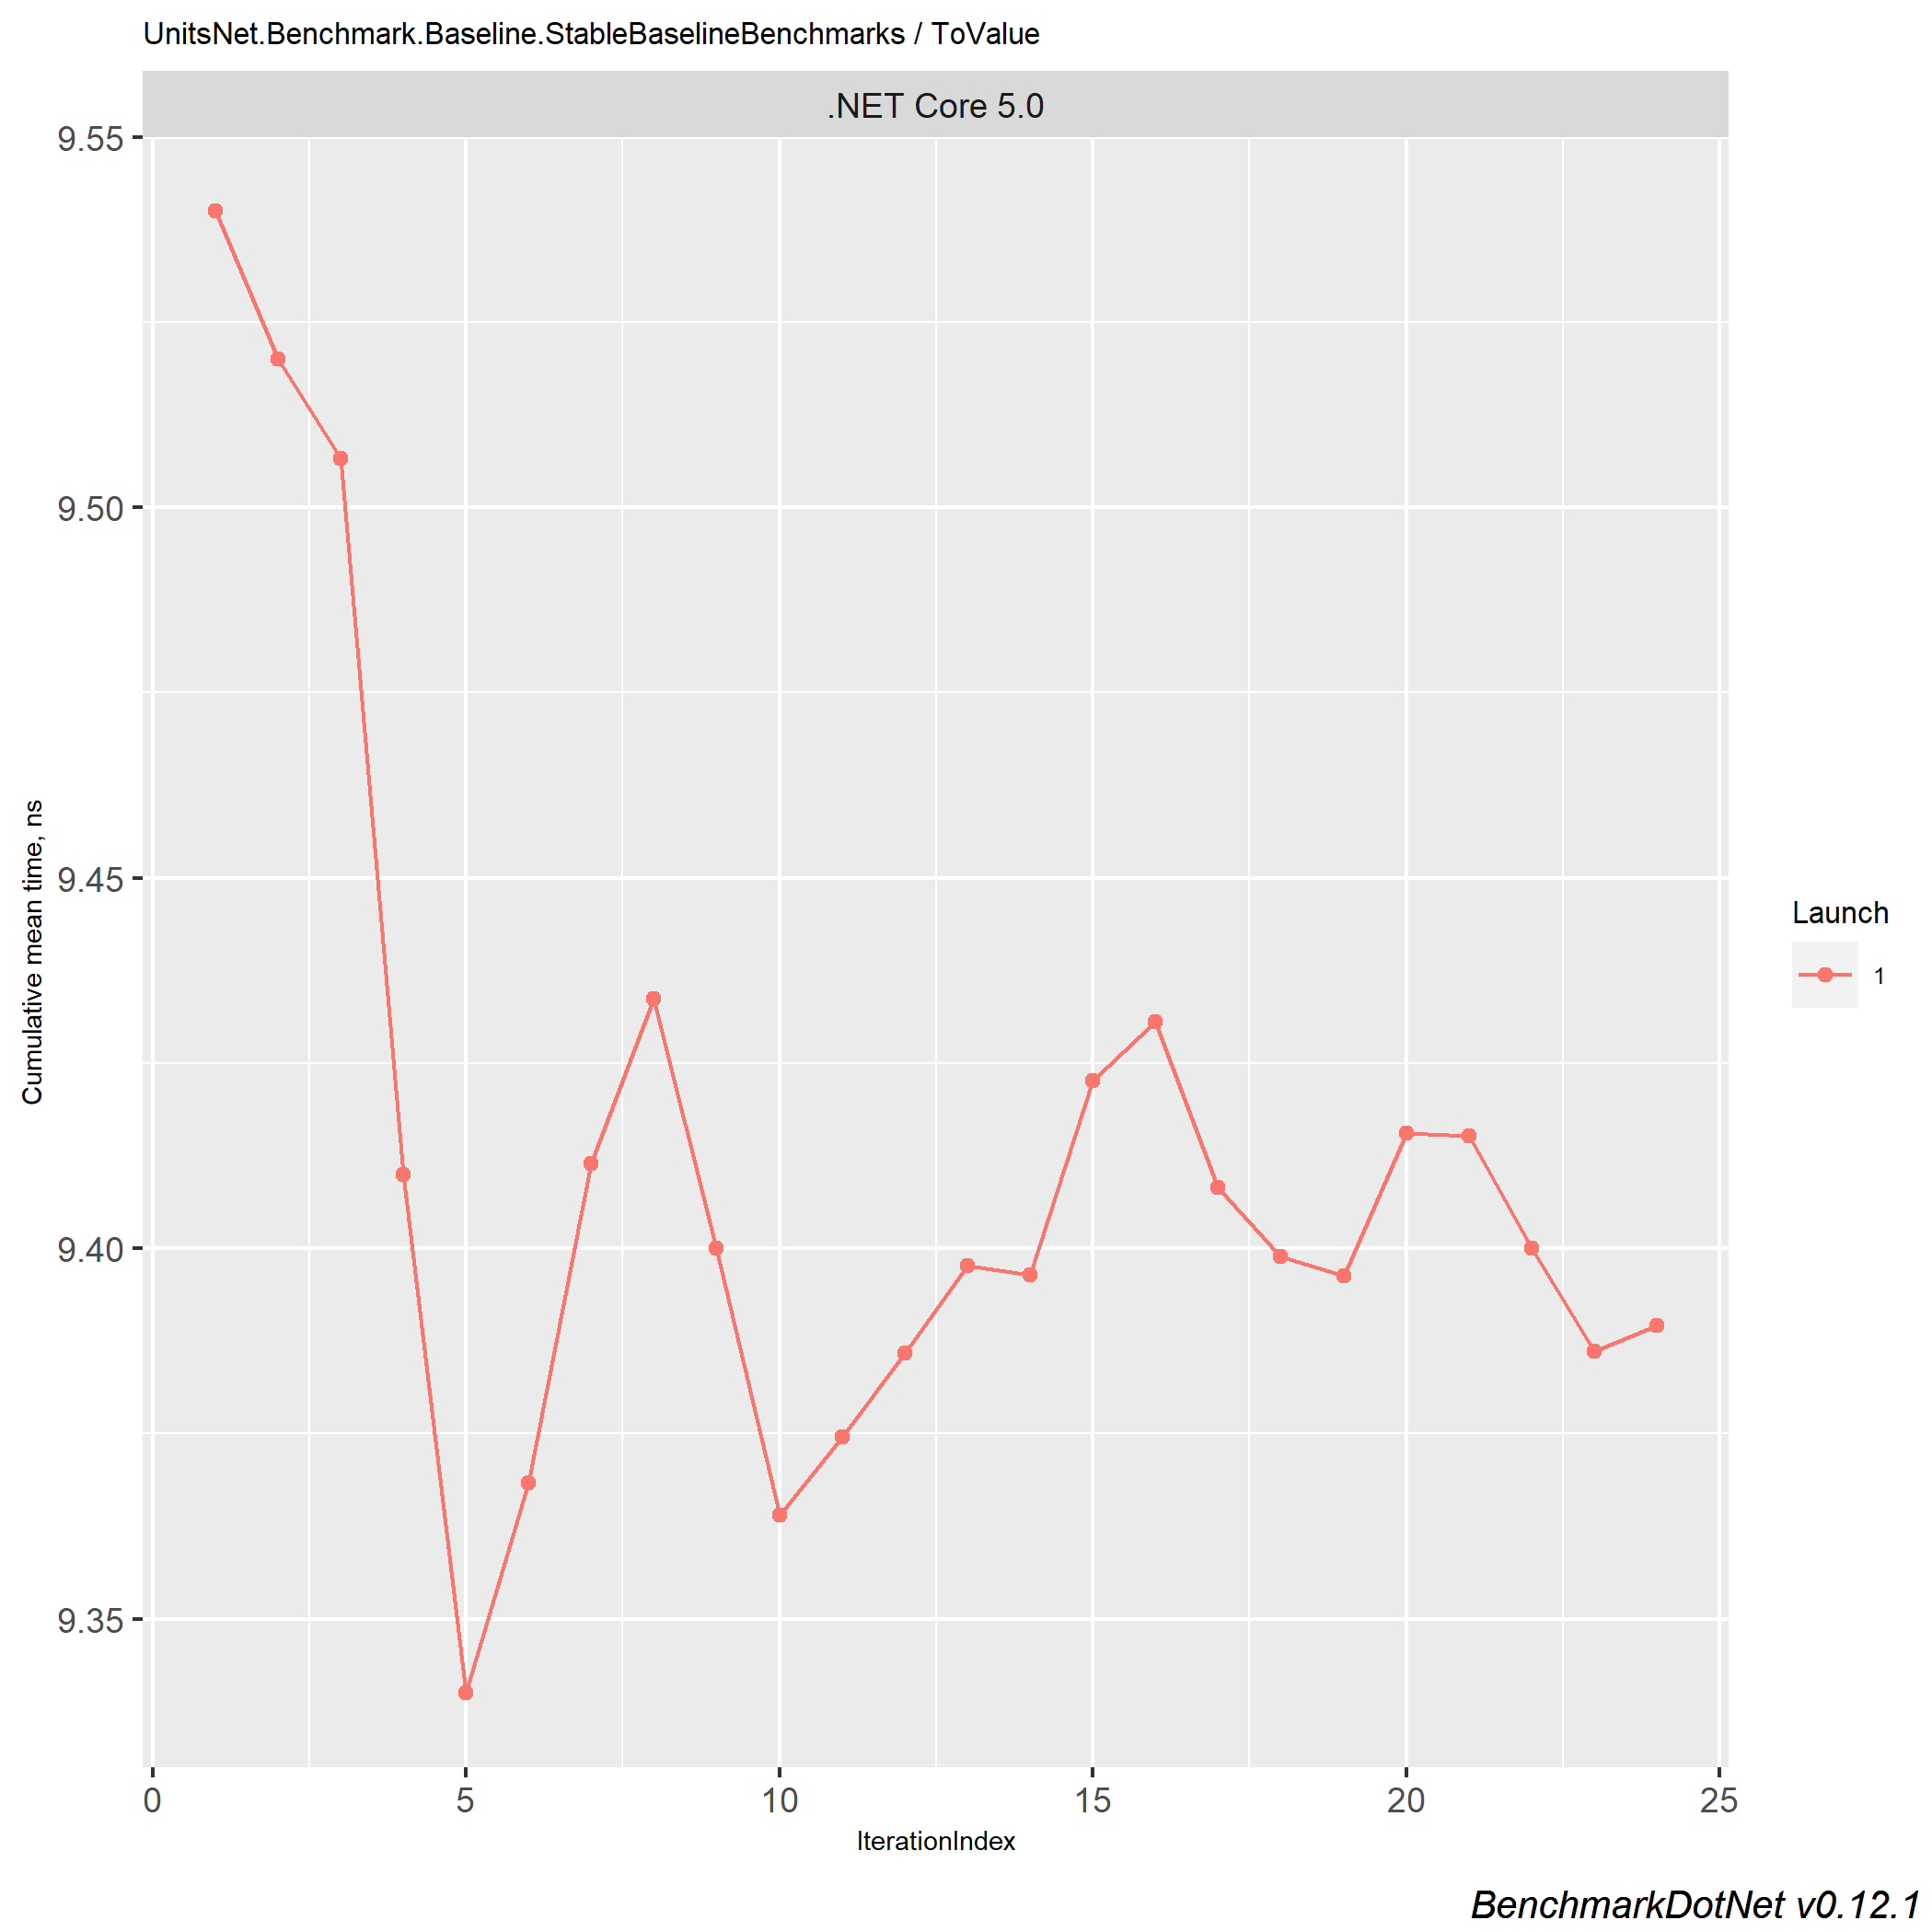 UnitsNet.Benchmark.Baseline.StableBaselineBenchmarks / ToValue
.NET Core 5.0
9.55
9.50
9.45
9.40
9.35
Cumulative mean time, ns
0 5 10 15 20 25
IterationIndex
Launch
1
BenchmarkDotNet v0.12.1